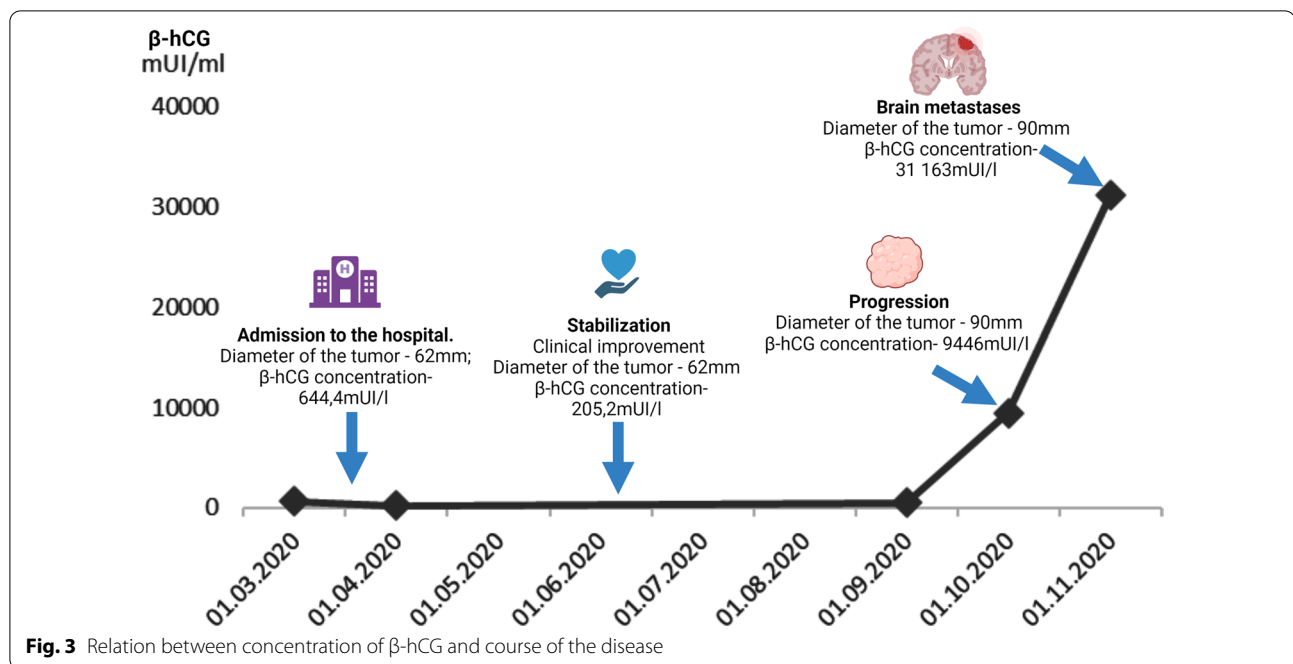 β-hCG
mUI/ml
40000
30000
20000
10000
0
Admission to the hospital.
Diameter of the tumor - 62mm;
β-hCG concentration-
644,4mUI/l
Stabilization
Clinical improvement
Diameter of the tumor - 62mm
β-hCG concentration-
205,2mUI/l
Progression
Diameter of the tumor - 90mm
β-hCG concentration- 9446mUI/l
Brain metastases
Diameter of the tumor - 90mm
β-hCG concentration-
31 163mUI/l
H
01.03.2020
01.04.2020
01.05.2020
01.06.2020
01.07.2020
01.08.2020
01.09.2020
01.10.2020
01.11.2020
Fig. 3 Relation between concentration of β-hCG and course of the disease